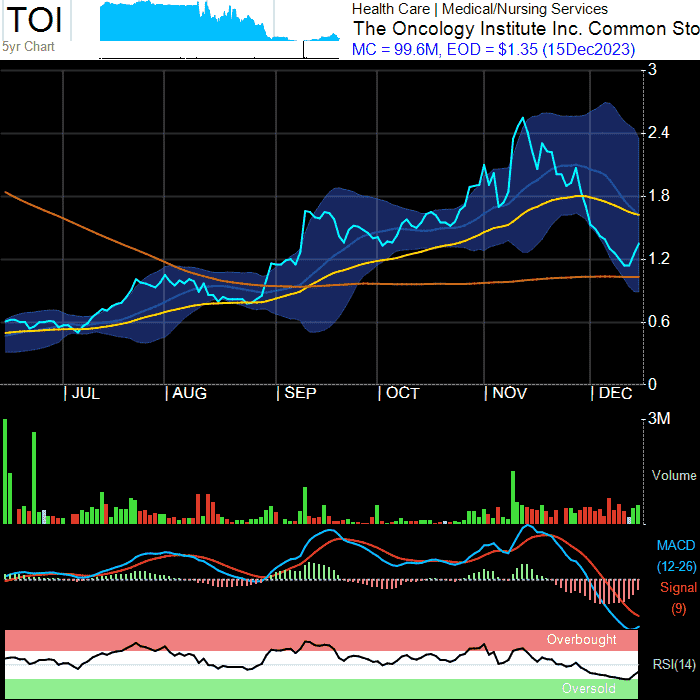 TOI
5yr Chart
Health Care | Medical/Nursing Services
The Oncology Institute Inc. Common Sto
MC = 99.6M, EOD = $1.35 (15Dec2023)
3
2.4
1.8
1.2
0.6
0
| JUL | AUG | SEP | OCT | NOV | DEC
3M
Volume
MACD
(12-26)
Signal
(9)
Overbought
RSI(14)
Oversold